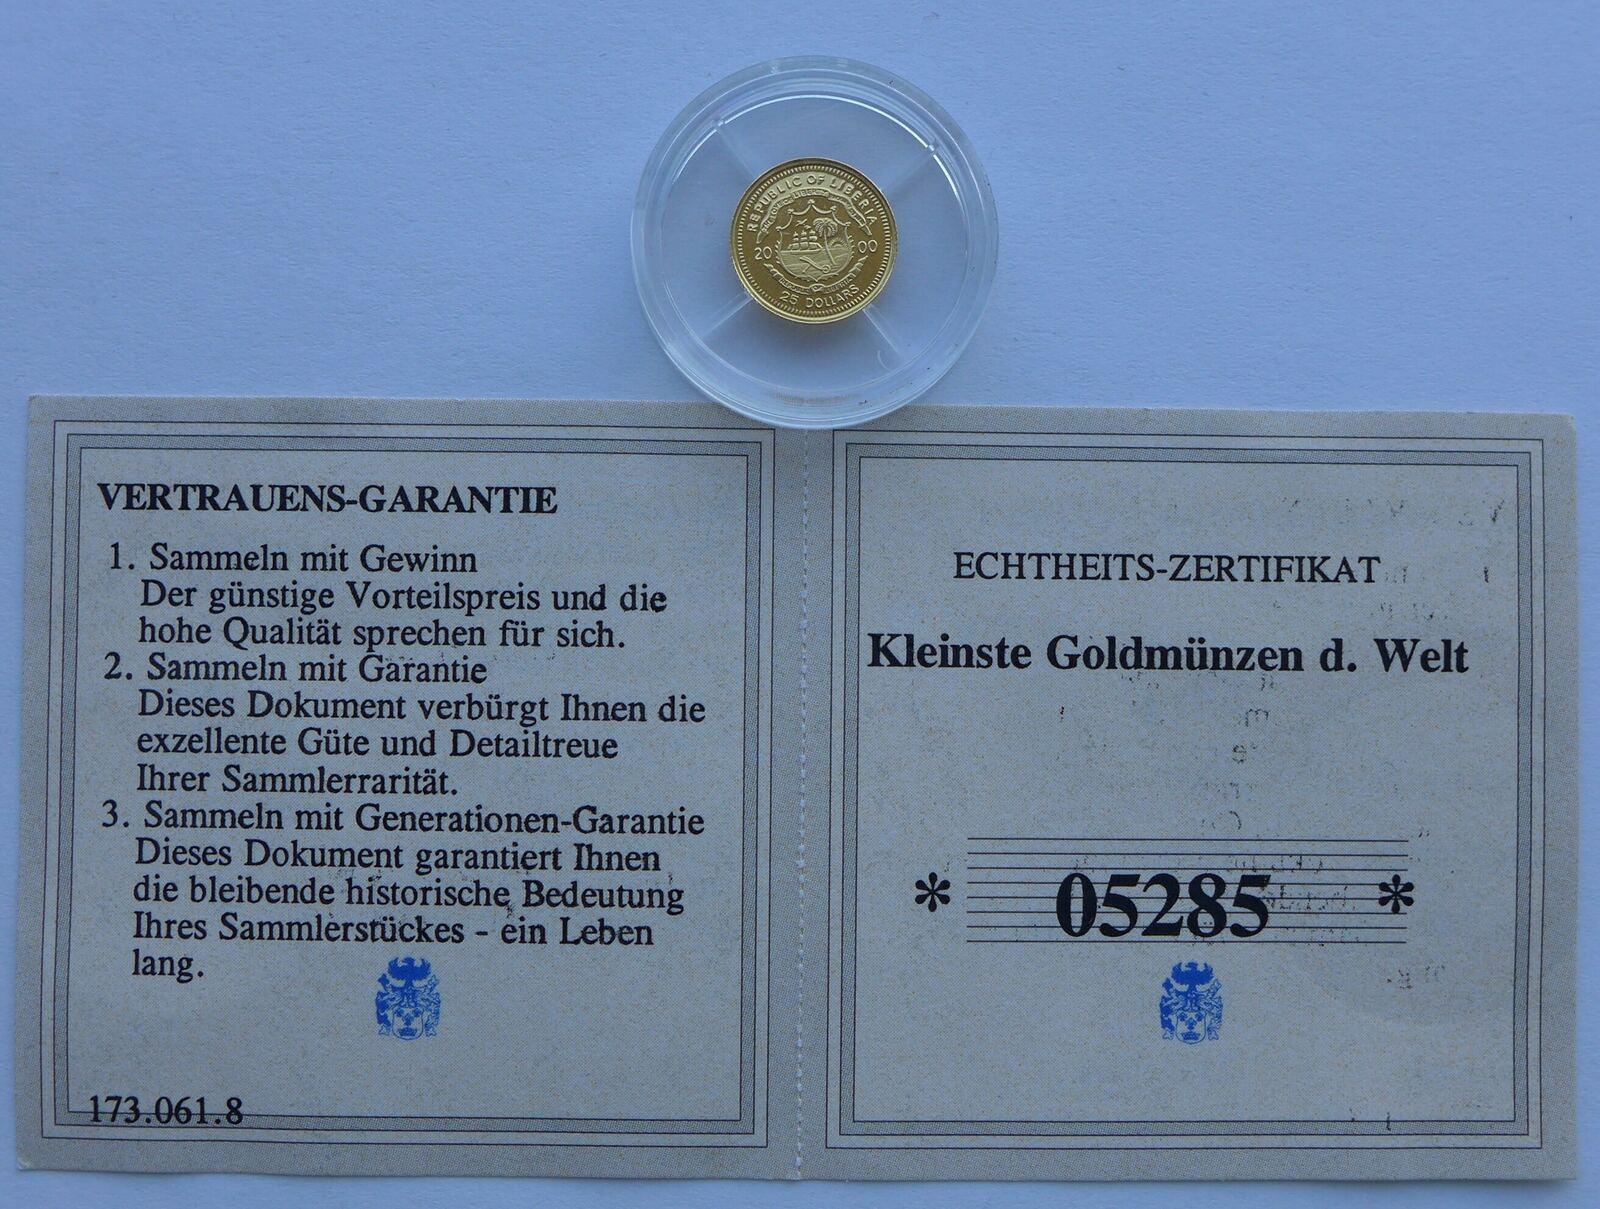 REPUBLIC OF LIBERIA
20 00
25 DOLLARS
VERTRAUENS-GARANTIE
1. Sammeln mit Gewinn
Der günstige Vorteilspreis und die
hohe Qualität sprechen für sich.
2. Sammeln mit Garantie
Dieses Dokument verbürgt Ihnen die
exzellente Güte und Detailtreue
Ihrer Sammlerrarität.
3. Sammeln mit Generationen-Garantie
Dieses Dokument garantiert Ihnen
die bleibende historische Bedeutung
Ihres Sammlerstückes - ein Leben
lang.
173.061.8
ECHTHEITS-ZERTIFIKAT
Kleinste Goldmünzen d. Welt
* 05285 *